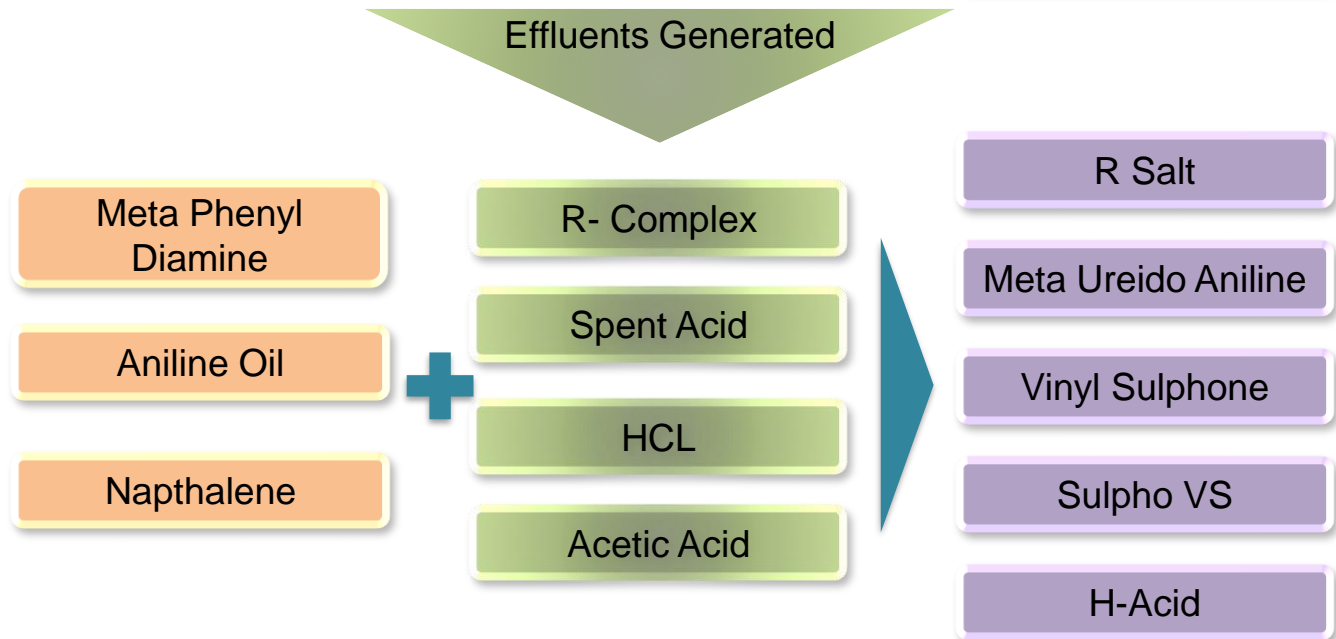 Effluents Generated
Meta Phenyl
Diamine
Aniline Oil
Napthalene
R- Complex
Spent Acid
HCL
Acetic Acid
R Salt
Meta Ureido Aniline
Vinyl Sulphone
Sulpho VS
H-Acid